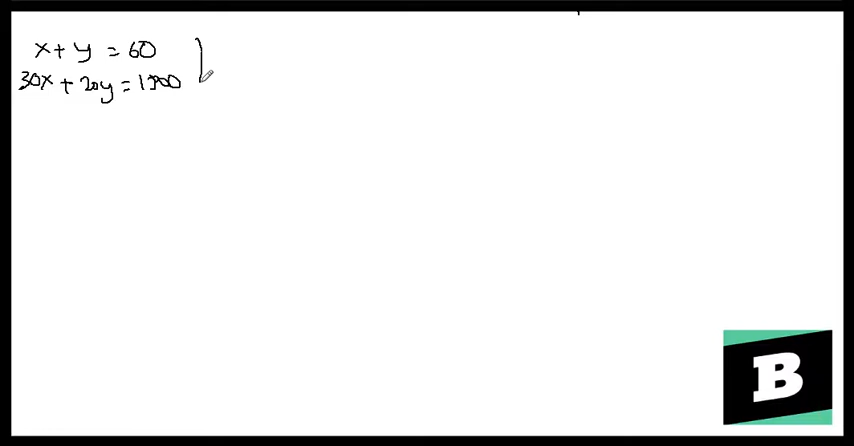 x + y = 60
30x + 20y = 1500
B